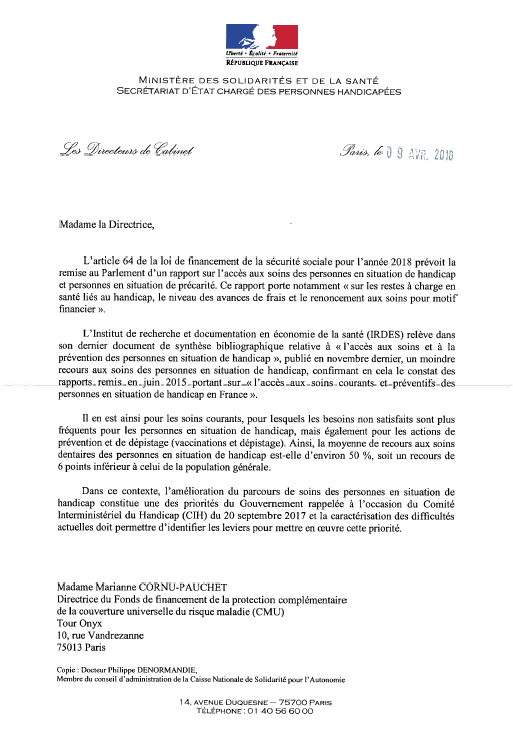 Liberté • Égalité • Fraternité
RÉPUBLIQUE FRANÇAISE
MINISTÈRE DES SOLIDARITÉS ET DE LA SANTÉ
SECRÉTARIAT D'ÉTAT CHARGÉ DES PERSONNES HANDICAPÉES
Les Directeurs de Cabinet
Paris, le 09 AVR. 2018
Madame la Directrice,
L'article 64 de la loi de financement de la sécurité sociale pour l'année 2018 prévoit la
remise au Parlement d'un rapport sur l'accès aux soins des personnes en situation de handicap
et personnes en situation de précarité. Ce rapport porte notamment « sur les restes à charge en
santé liés au handicap, le niveau des avances de frais et le renoncement aux soins pour motif
financier ».
L'Institut de recherche et documentation en économie de la santé (IRDES) relève dans
son dernier document de synthèse bibliographique relative à « l'accès aux soins et à la
prévention des personnes en situation de handicap », publié en novembre dernier, un moindre
recours aux soins des personnes en situation de handicap, confirmant en cela le constat des
rapports remis en juin 2015 portant sur « l'accès aux soins courants et préventifs des
personnes en situation de handicap en France ».
Il en est ainsi pour les soins courants, pour lesquels les besoins non satisfaits sont plus
fréquents pour les personnes en situation de handicap, mais également pour les actions de
prévention et de dépistage (vaccinations et dépistage). Ainsi, la moyenne de recours aux soins
dentaires des personnes en situation de handicap est-elle d'environ 50 %, soit un recours de
6 points inférieur à celui de la population générale.
Dans ce contexte, l'amélioration du parcours de soins des personnes en situation de
handicap constitue une des priorités du Gouvernement rappelée à l'occasion du Comité
Interministériel du Handicap (CIH) du 20 septembre 2017 et la caractérisation des difficultés
actuelles doit permettre d'identifier les leviers pour mettre en œuvre cette priorité.
Madame Marianne CORNU-PAUCHET
Directrice du Fonds de financement de la protection complémentaire
de la couverture universelle du risque maladie (CMU)
Tour Onyx
10, rue Vandrezanne
75013 Paris
Copie : Docteur Philippe DENORMANDIE,
Membre du conseil d'administration de la Caisse Nationale de Solidarité pour l'Autonomie
14, AVENUE DUQUESNE – 75700 PARIS
TÉLÉPHONE : 01 40 56 60 00